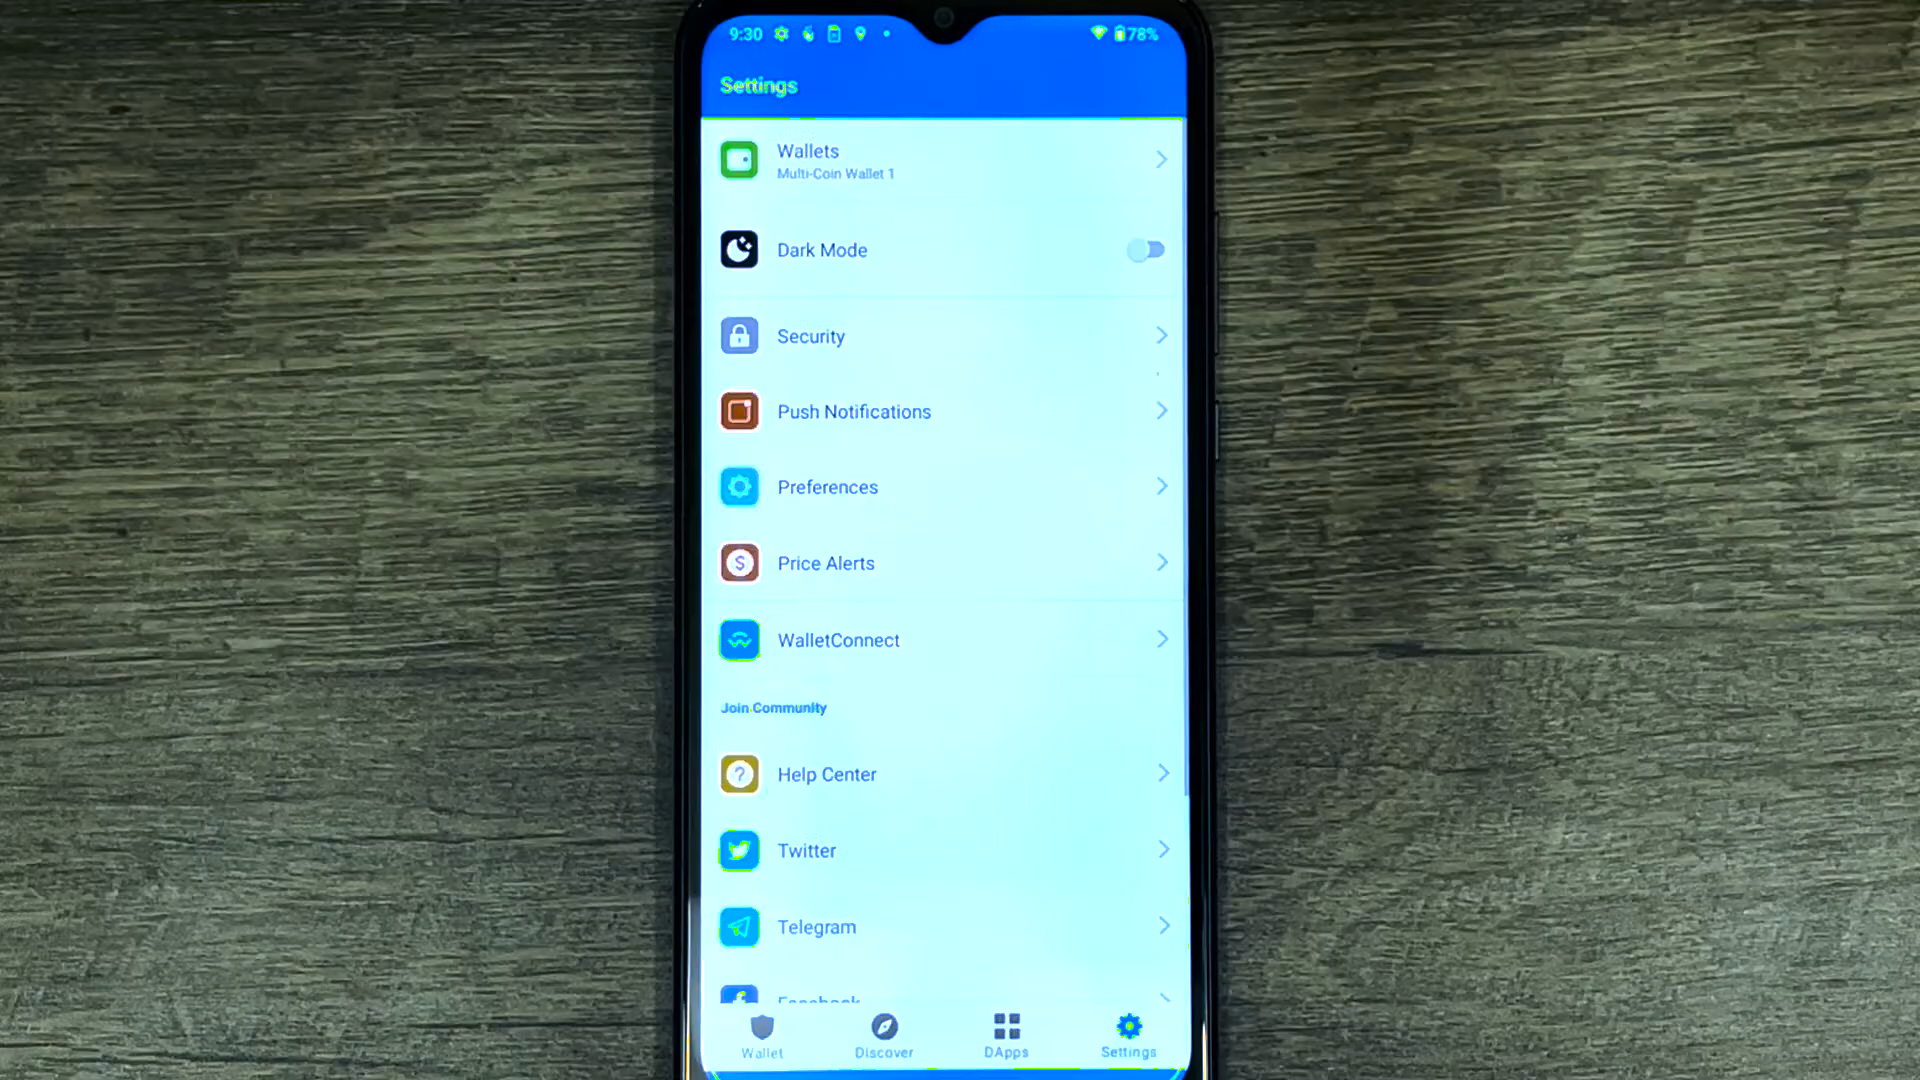 9:30
78%
Settings
Wallets
Multi-Coin Wallet 1
Dark Mode
Security
Push Notifications
Preferences
$
Price Alerts
WalletConnect
Join Community
?
Help Center
Twitter
Telegram
Facebook
Wallet
Discover
DApps
Settings